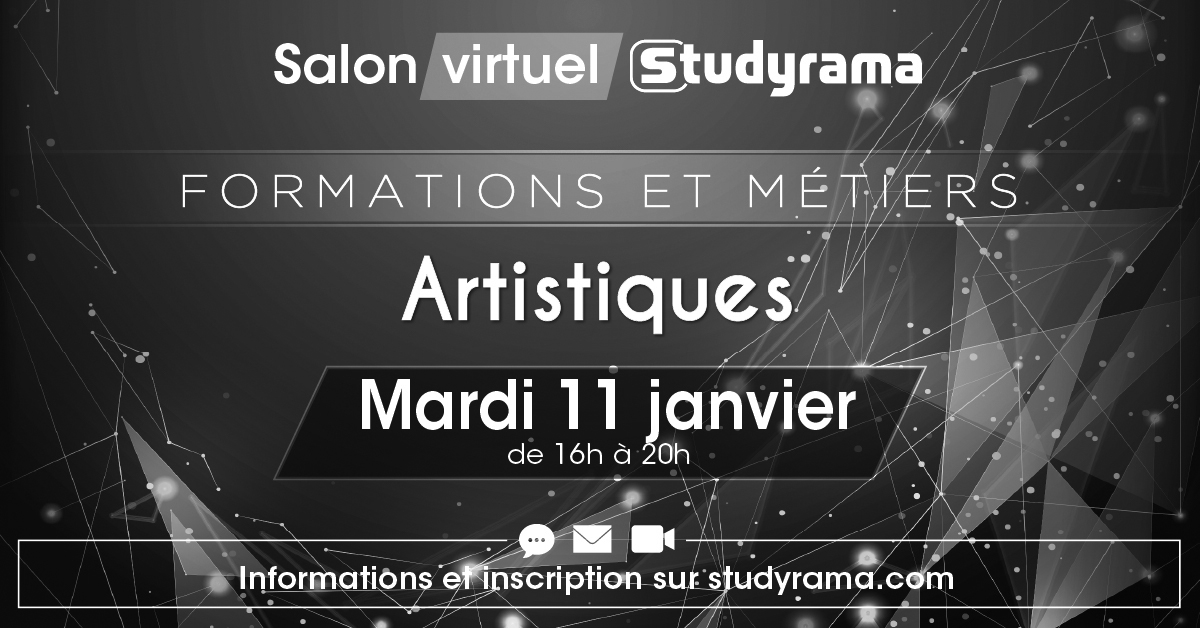 Salon virtuel Studyrama
FORMATIONS ET MÉTIERS
Artistiques
Mardi 11 janvier
de 16h à 20h
Informations et inscription sur studyrama.com